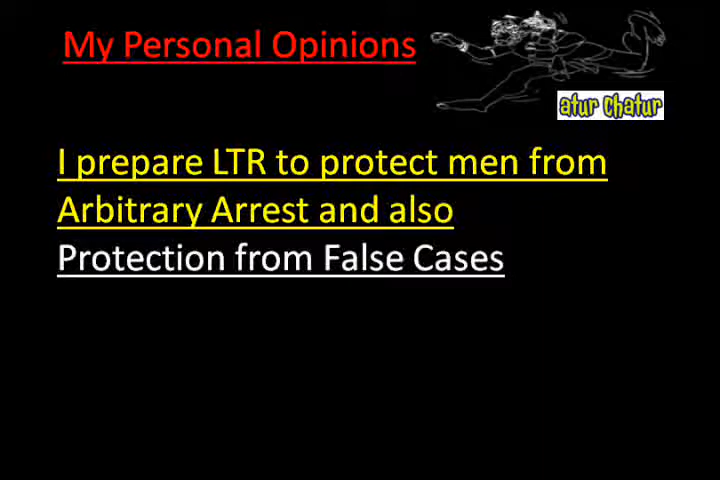 My Personal Opinions
atur chatur
I prepare LTR to protect men from
Arbitrary Arrest and also
Protection from False Cases